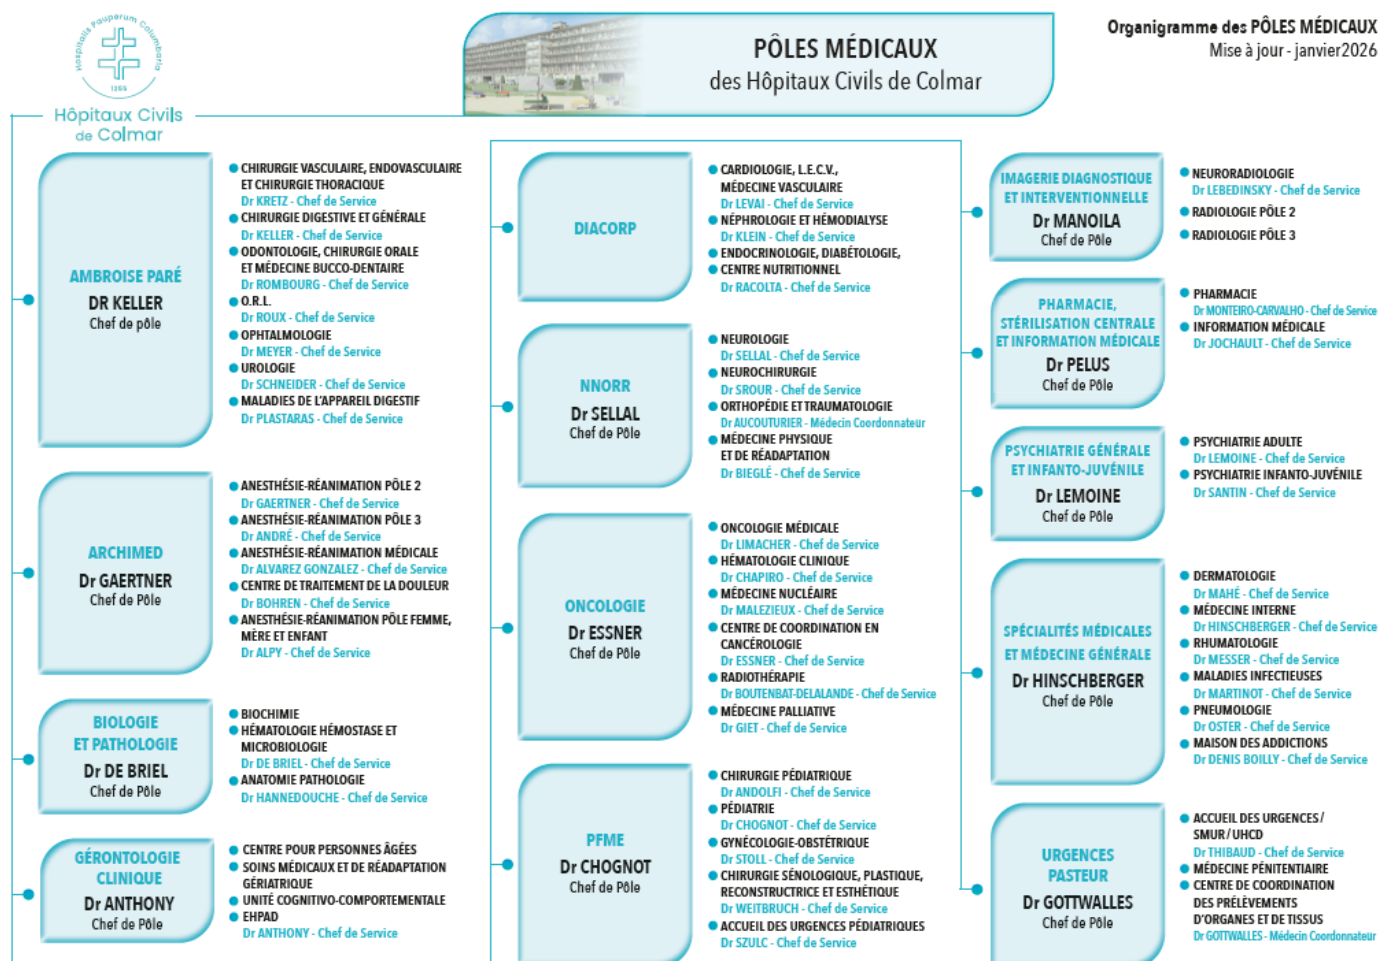 Hospitalis Pauperum Columbaria
1255
Hôpitaux Civils
de Colmar
PÔLES MÉDICAUX
des Hôpitaux Civils de Colmar
Organigramme des PÔLES MÉDICAUX
Mise à jour - janvier2026
AMBROISE PARÉ
DR KELLER
Chef de pôle
CHIRURGIE VASCULAIRE, ENDOVASCULAIRE
ET CHIRURGIE THORACIQUE
Dr KRETZ - Chef de Service
CHIRURGIE DIGESTIVE ET GÉNÉRALE
Dr KELLER - Chef de Service
ODONTOLOGIE, CHIRURGIE ORALE
ET MÉDECINE BUCCO-DENTAIRE
Dr ROMBOURG - Chef de Service
O.R.L.
Dr ROUX - Chef de Service
OPHTALMOLOGIE
Dr MEYER - Chef de Service
UROLOGIE
Dr SCHNEIDER - Chef de Service
MALADIES DE L'APPAREIL DIGESTIF
Dr PLASTARAS - Chef de Service
ARCHIMED
Dr GAERTNER
Chef de Pôle
ANESTHÉSIE-RÉANIMATION PÔLE 2
Dr GAERTNER - Chef de Service
ANESTHÉSIE-RÉANIMATION PÔLE 3
Dr ANDRÉ - Chef de Service
ANESTHÉSIE-RÉANIMATION MÉDICALE
Dr ALVAREZ GONZALEZ - Chef de Service
CENTRE DE TRAITEMENT DE LA DOULEUR
Dr BOHREN - Chef de Service
ANESTHÉSIE-RÉANIMATION PÔLE FEMME,
MÈRE ET ENFANT
Dr ALPY - Chef de Service
BIOLOGIE
ET PATHOLOGIE
Dr DE BRIEL
Chef de Pôle
BIOCHIMIE
HÉMATOLOGIE HÉMOSTASE ET
MICROBIOLOGIE
Dr DE BRIEL - Chef de Service
ANATOMIE PATHOLOGIE
Dr HANNEDOUCHE - Chef de Service
GÉRONTOLOGIE
CLINIQUE
Dr ANTHONY
Chef de Pôle
CENTRE POUR PERSONNES ÂGÉES
SOINS MÉDICAUX ET DE RÉADAPTATION
GÉRIATRIQUE
UNITÉ COGNITIVO-COMPORTEMENTALE
EHPAD
Dr ANTHONY - Chef de Service
DIACORP
CARDIOLOGIE, L.E.C.V.,
MÉDECINE VASCULAIRE
Dr LEVAI - Chef de Service
NÉPHROLOGIE ET HÉMODIALYSE
Dr KLEIN - Chef de Service
ENDOCRINOLOGIE, DIABÉTOLOGIE,
CENTRE NUTRITIONNEL
Dr RACOLTA - Chef de Service
NNORR
Dr SELLAL
Chef de Pôle
NEUROLOGIE
Dr SELLAL - Chef de Service
NEUROCHIRURGIE
Dr SROUR - Chef de Service
ORTHOPÉDIE ET TRAUMATOLOGIE
Dr AUCOUTURIER - Médecin Coordonnateur
MÉDECINE PHYSIQUE
ET DE RÉADAPTATION
Dr BIEGLÉ - Chef de Service
ONCOLOGIE
Dr ESSNER
Chef de Pôle
ONCOLOGIE MÉDICALE
Dr LIMACHER - Chef de Service
HÉMATOLOGIE CLINIQUE
Dr CHAPIRO - Chef de Service
MÉDECINE NUCLÉAIRE
Dr MALEZIEUX - Chef de Service
CENTRE DE COORDINATION EN
CANCÉROLOGIE
Dr ESSNER - Chef de Service
RADIOTHÉRAPIE
Dr BOUTENBAT-DELALANDE - Chef de Service
MÉDECINE PALLIATIVE
Dr GIET - Chef de Service
PFME
Dr CHOGNOT
Chef de Pôle
CHIRURGIE PÉDIATRIQUE
Dr ANDOLFI - Chef de Service
PÉDIATRIE
Dr CHOGNOT - Chef de Service
GYNÉCOLOGIE-OBSTÉTRIQUE
Dr STOLL - Chef de Service
CHIRURGIE SÉNOLOGIQUE, PLASTIQUE,
RECONSTRUCTRICE ET ESTHÉTIQUE
Dr WEITBRUCH - Chef de Service
ACCUEIL DES URGENCES PÉDIATRIQUES
Dr SZULC - Chef de Service
IMAGERIE DIAGNOSTIQUE
ET INTERVENTIONNELLE
Dr MANOILA
Chef de Pôle
NEURORADIOLOGIE
Dr LEBEDINSKY - Chef de Service
RADIOLOGIE PÔLE 2
RADIOLOGIE PÔLE 3
PHARMACIE,
STÉRILISATION CENTRALE
ET INFORMATION MÉDICALE
Dr PELUS
Chef de Pôle
PHARMACIE
Dr MONTEIRO-CARVALHO - Chef de Service
INFORMATION MÉDICALE
Dr JOCHAULT - Chef de Service
PSYCHIATRIE GÉNÉRALE
ET INFANTO-JUVÉNILE
Dr LEMOINE
Chef de Pôle
PSYCHIATRIE ADULTE
Dr LEMOINE - Chef de Service
PSYCHIATRIE INFANTO-JUVÉNILE
Dr SANTIN - Chef de Service
SPÉCIALITÉS MÉDICALES
ET MÉDECINE GÉNÉRALE
Dr HINSCHBERGER
Chef de Pôle
DERMATOLOGIE
Dr MAHÉ - Chef de Service
MÉDECINE INTERNE
Dr HINSCHBERGER - Chef de Service
RHUMATOLOGIE
Dr MESSER - Chef de Service
MALADIES INFECTIEUSES
Dr MARTINOT - Chef de Service
PNEUMOLOGIE
Dr OSTER - Chef de Service
MAISON DES ADDICTIONS
Dr DENIS BOILLY - Chef de Service
URGENCES
PASTEUR
Dr GOTTWALLES
Chef de Pôle
ACCUEIL DES URGENCES/
SMUR/UHCD
Dr THIBAUD - Chef de Service
MÉDECINE PÉNITENTIAIRE
CENTRE DE COORDINATION
DES PRÉLÈVEMENTS
D'ORGANES ET DE TISSUS
Dr GOTTWALLES - Médecin Coordonnateur